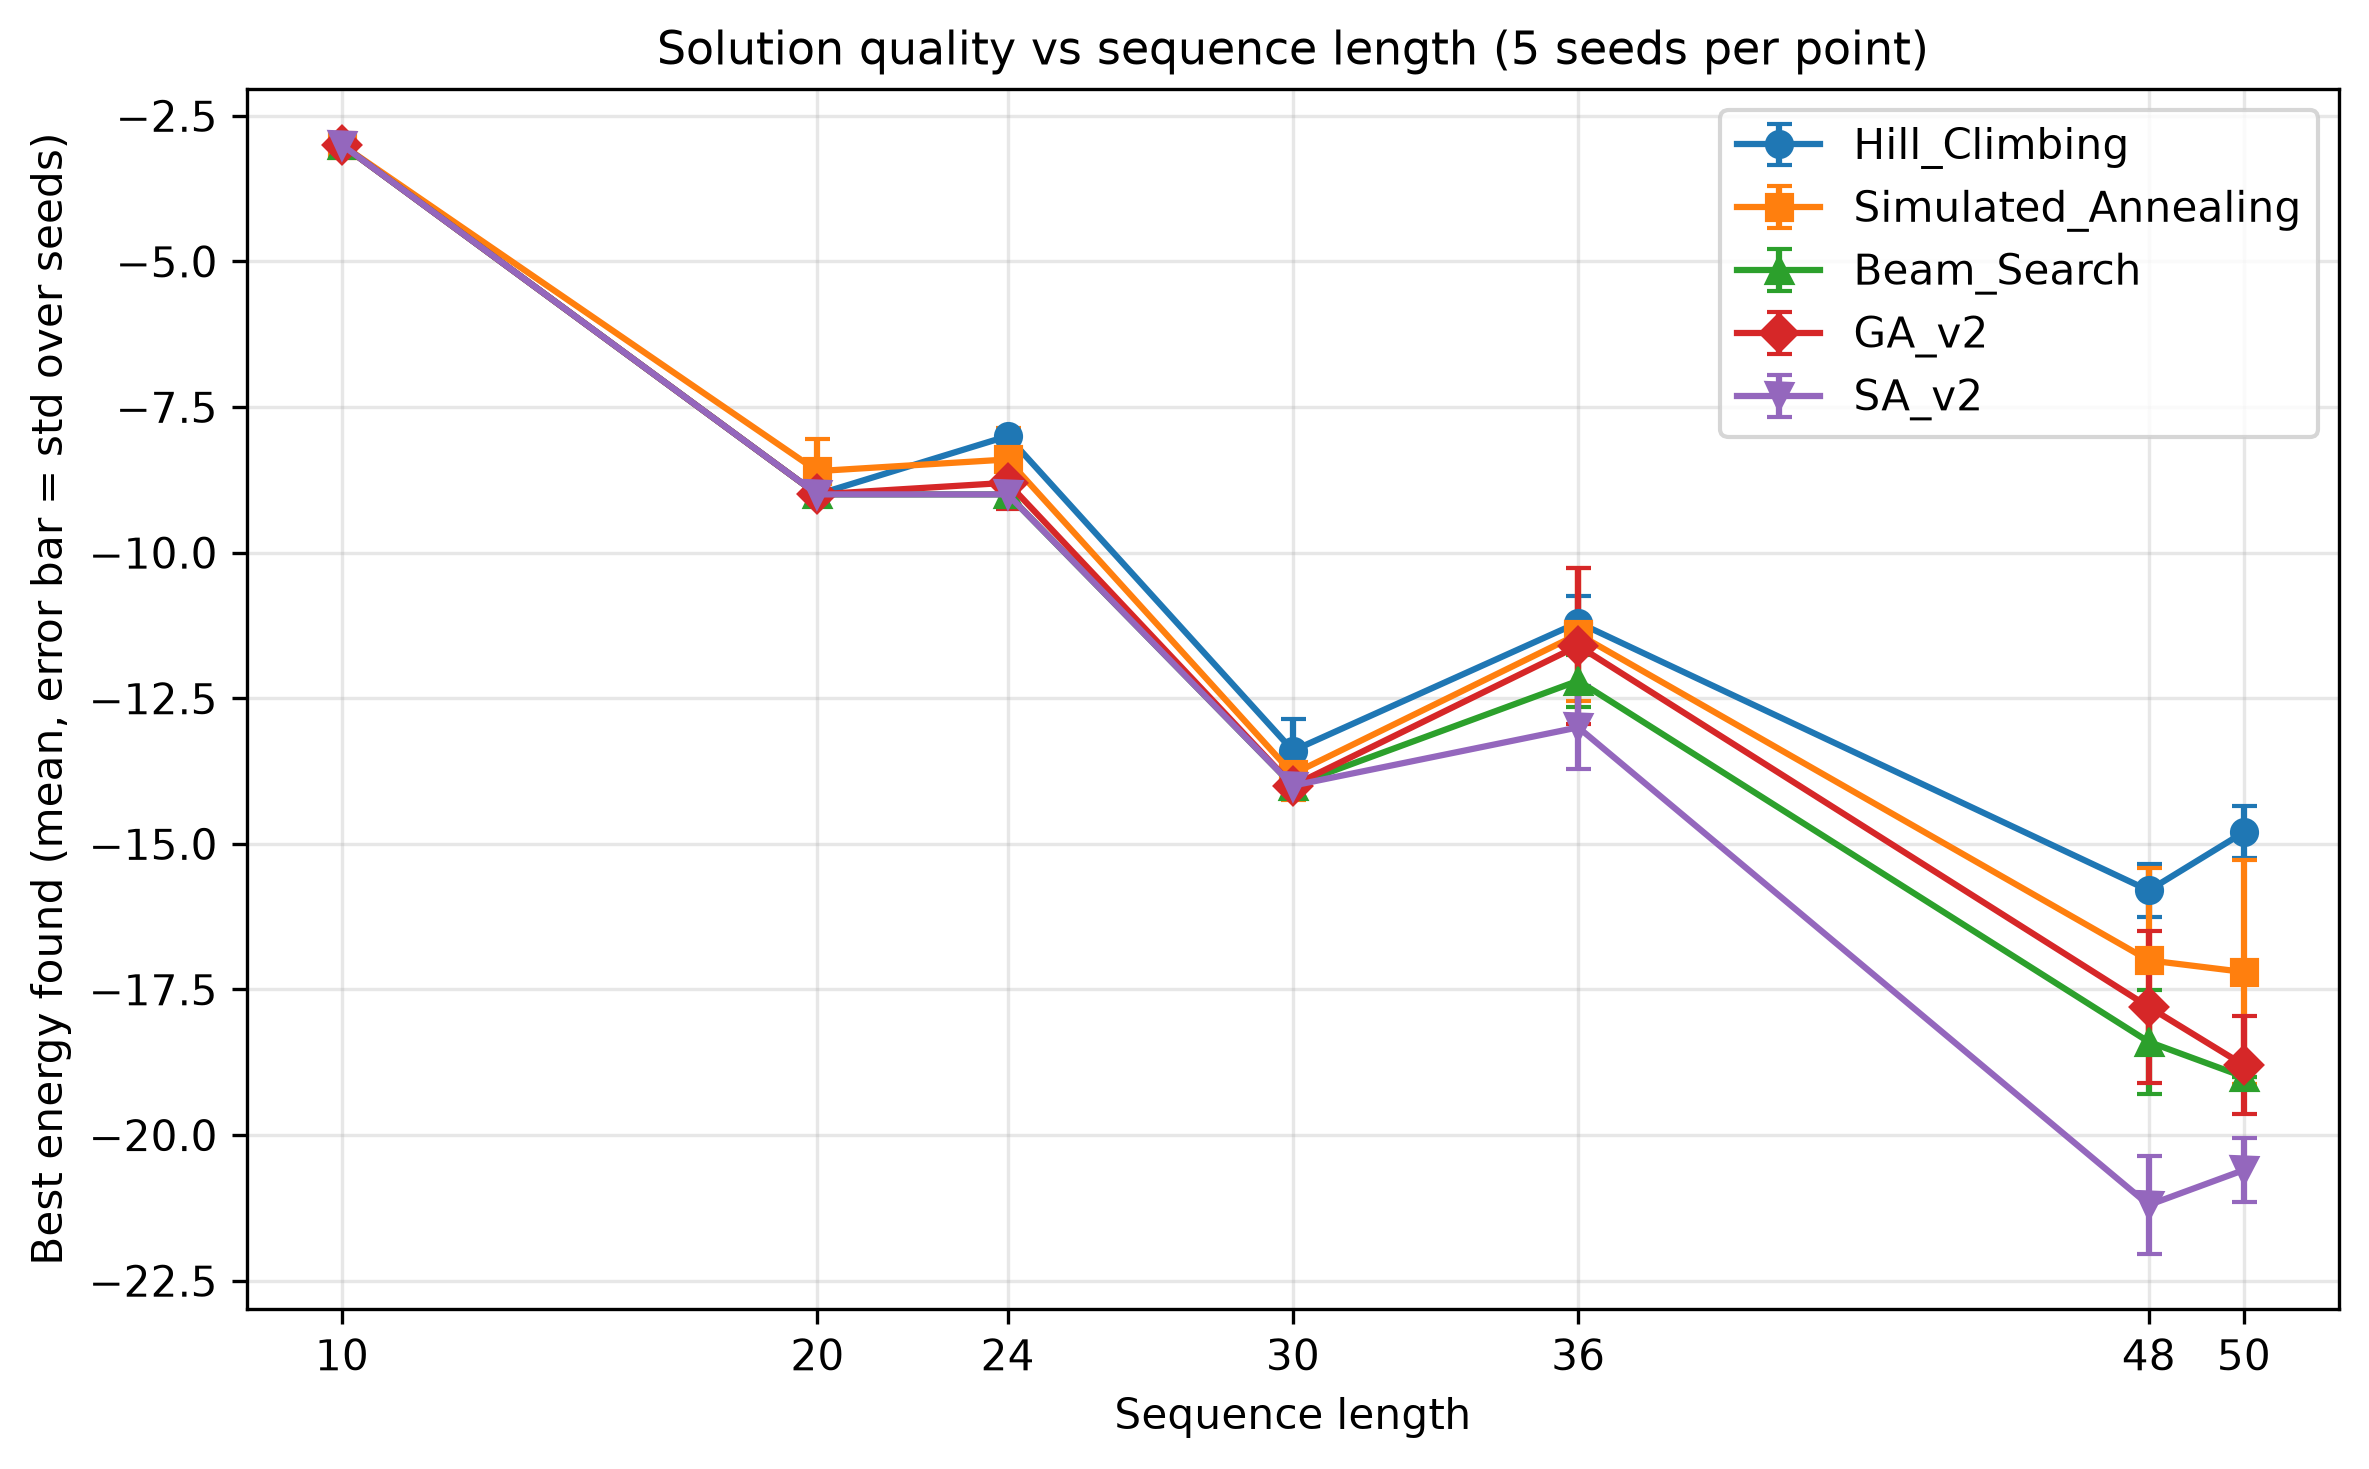 Solution quality vs sequence length (5 seeds per point)
Best energy found (mean, error bar = std over seeds)
−2.5
−5.0
−7.5
−10.0
−12.5
−15.0
−17.5
−20.0
−22.5
Hill_Climbing
Simulated_Annealing
Beam_Search
GA_v2
SA_v2
10 20 24 30 36 48 50
Sequence length